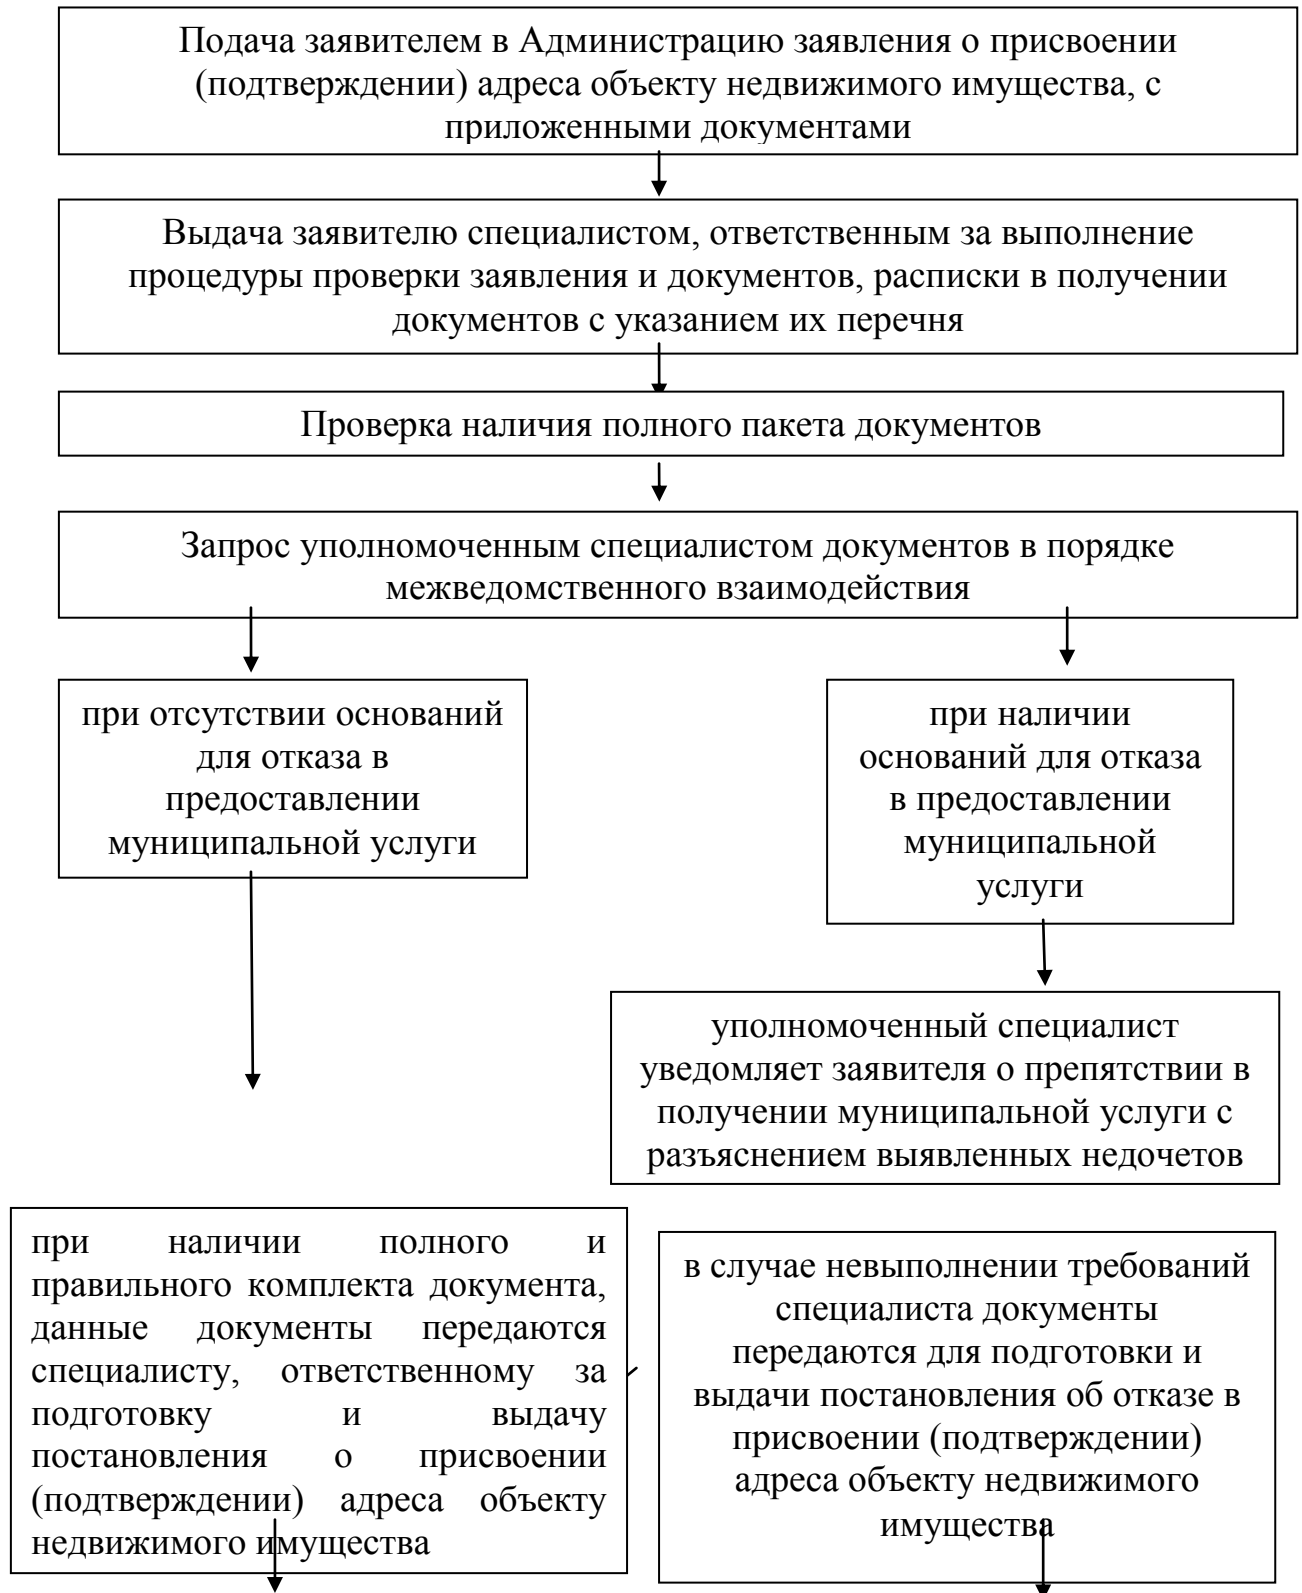 Подача заявителем в Администрацию заявления о присвоении
(подтверждении) адреса объекту недвижимого имущества, с
приложенными документами
Выдача заявителю специалистом, ответственным за выполнение
процедуры проверки заявления и документов, расписки в получении
документов с указанием их перечня
Проверка наличия полного пакета документов
Запрос уполномоченным специалистом документов в порядке
межведомственного взаимодействия
при отсутствии оснований
для отказа в
предоставлении
муниципальной услуги
при наличии
оснований для отказа
в предоставлении
муниципальной
услуги
уполномоченный специалист
уведомляет заявителя о препятствии в
получении муниципальной услуги с
разъяснением выявленных недочетов
при наличии полного и
правильного комплекта документа,
данные документы передаются
специалисту, ответственному за
подготовку и выдачу
постановления о присвоении
(подтверждении) адреса объекту
недвижимого имущества
в случае невыполнении требований
специалиста документы
передаются для подготовки и
выдачи постановления об отказе в
присвоении (подтверждении)
адреса объекту недвижимого
имущества